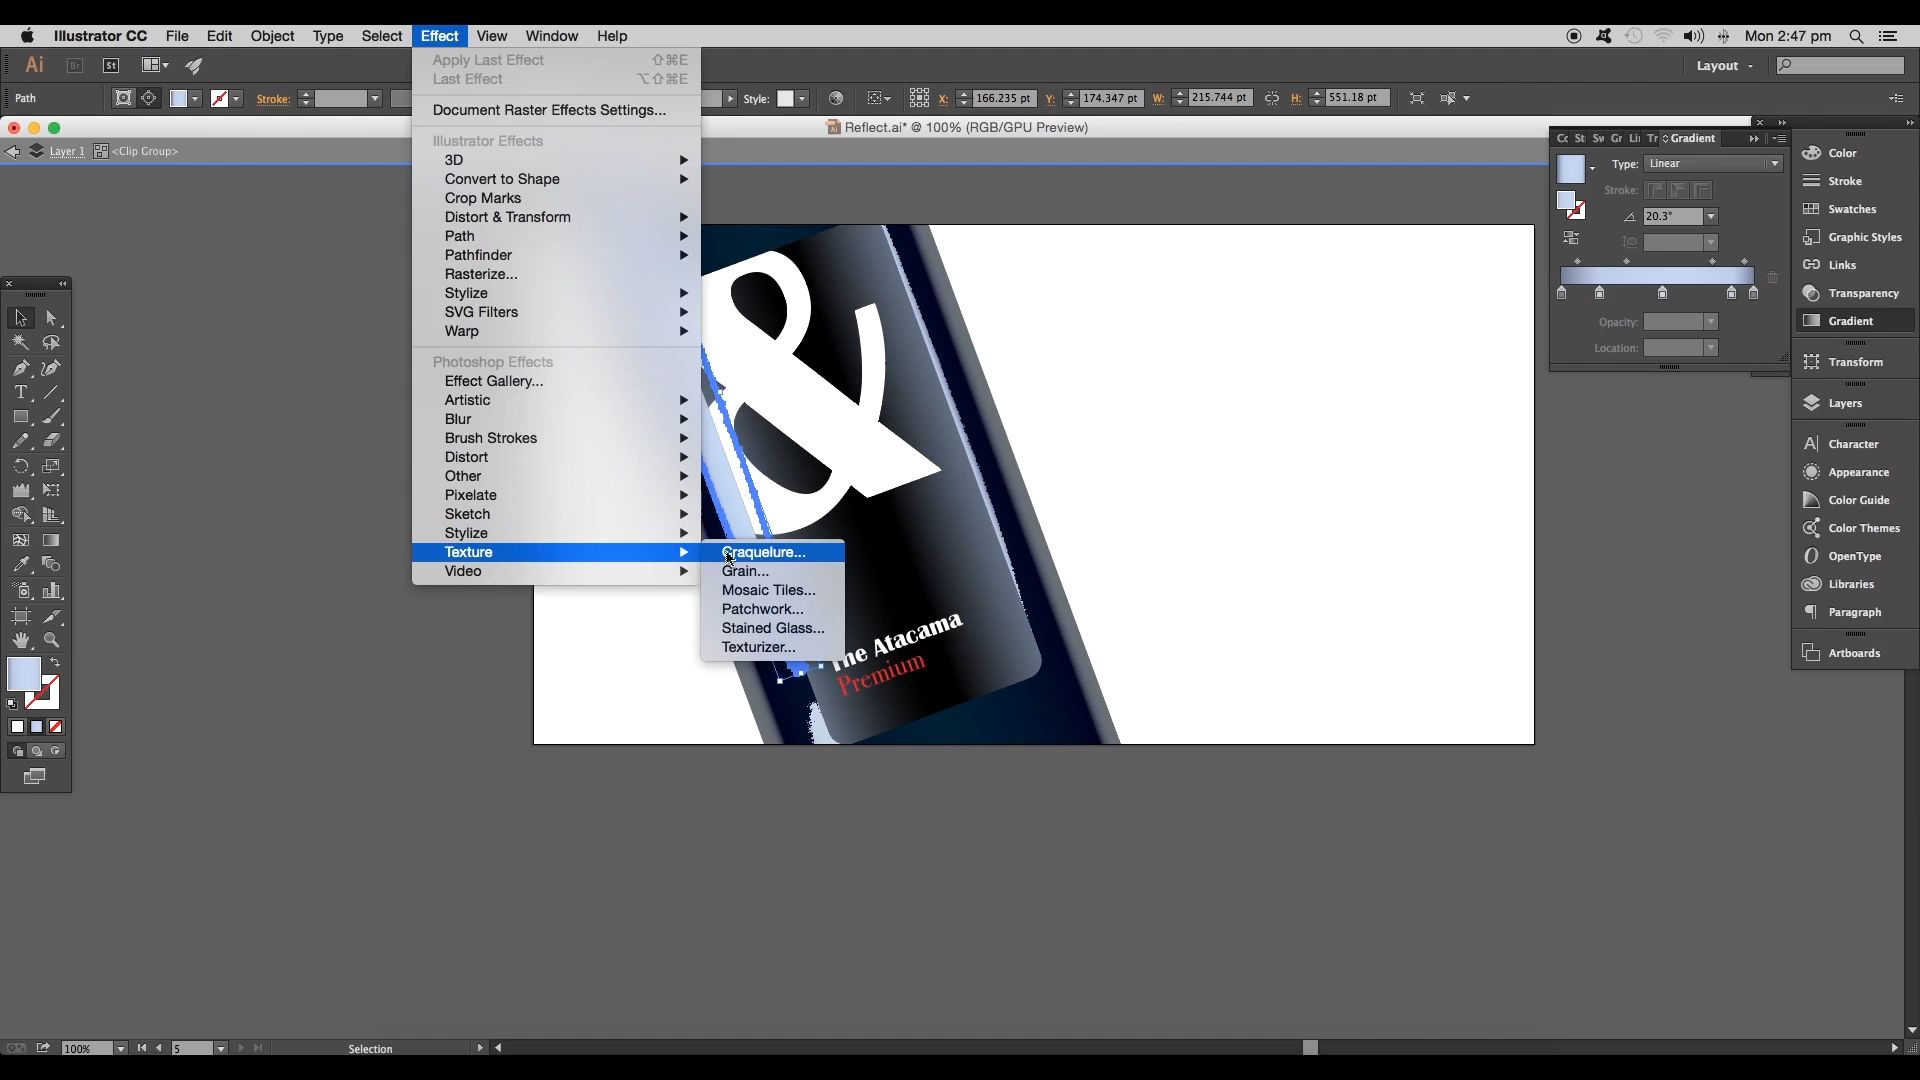 Illustrator CC File Edit Object Type Select Effect View Window Help Mon 2:47 pm
Ai Br St Layout
Path Stroke: Style: X: 166.235 pt Y: 174.347 pt W: 215.744 pt H: 551.18 pt
Reflect.ai* @ 100% (RGB/GPU Preview)
Layer 1 <Clip Group>
Apply Last Effect ⇧⌘E
Last Effect ⌥⇧⌘E
Document Raster Effects Settings...
Illustrator Effects
3D
Convert to Shape
Crop Marks
Distort & Transform
Path
Pathfinder
Rasterize...
Stylize
SVG Filters
Warp
Photoshop Effects
Effect Gallery...
Artistic
Blur
Brush Strokes
Distort
Other
Pixelate
Sketch
Stylize
Texture
Video
Craquelure...
Grain...
Mosaic Tiles...
Patchwork...
Stained Glass...
Texturizer...
&
The Atacama
Premium
Gr Tr Gradient
Type: Linear
Stroke:
20.3°
Opacity:
Location:
Color
Stroke
Swatches
Graphic Styles
Links
Transparency
Gradient
Transform
Layers
Character
Appearance
Color Guide
Color Themes
OpenType
Libraries
Paragraph
Artboards
100% 5 Selection